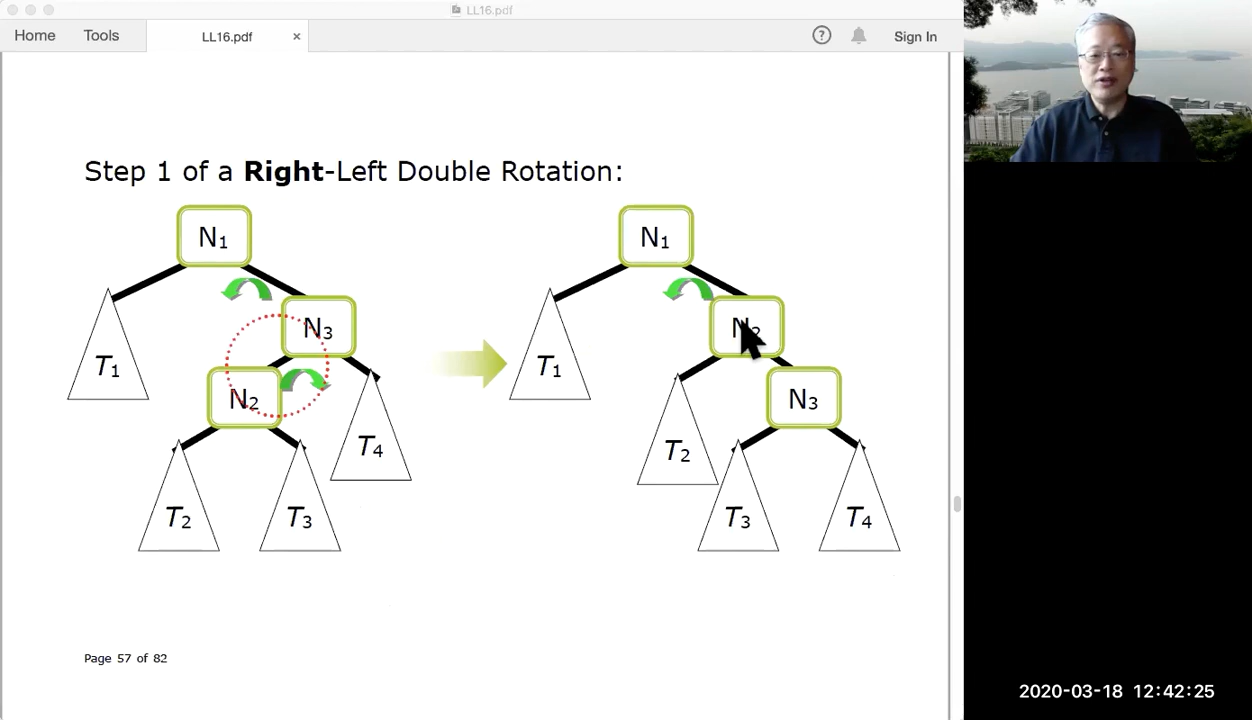 LL16.pdf
Home Tools LL16.pdf × ? Sign In
Step 1 of a Right-Left Double Rotation:
N1 N1
N3
T1 T1
N2 N3
T4 T2
T2 T3 T3 T4
Page 57 of 82
2020-03-18 12:42:25